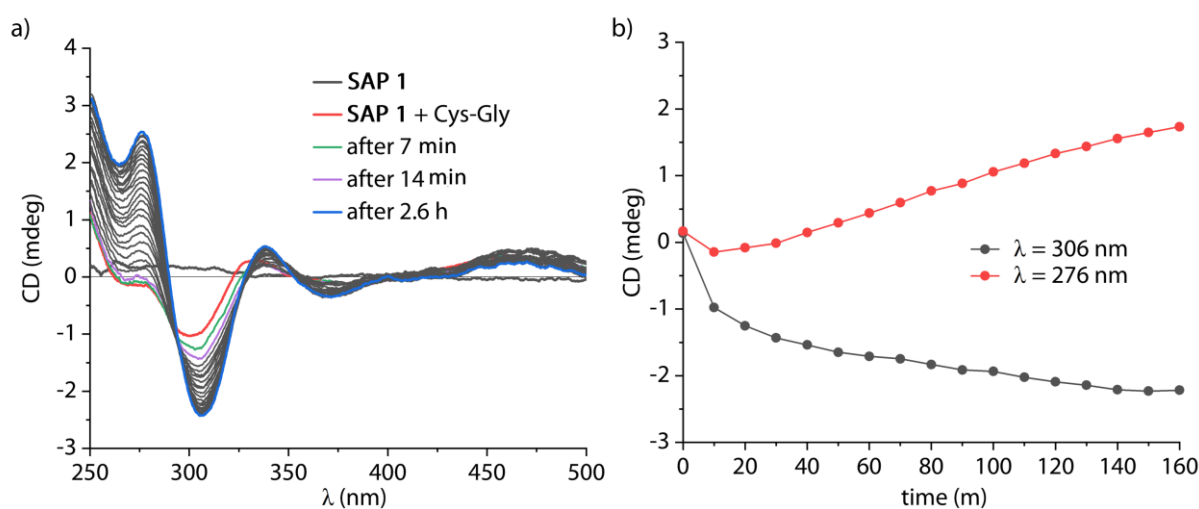 a)
4
3
2
1
0
-1
-2
-3
CD (mdeg)
250
300
350
400
450
500
λ (nm)
SAP 1
SAP 1 + Cys-Gly
after 7 min
after 14 min
after 2.6 h
b)
3
2
1
0
-1
-2
-3
CD (mdeg)
0
20
40
60
80
100
120
140
160
time (m)
λ = 306 nm
λ = 276 nm